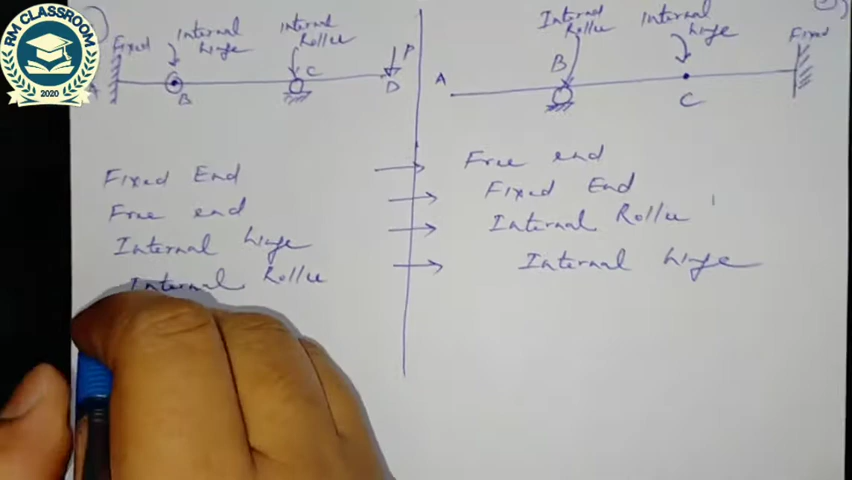 RM CLASSROOM
2020
Fixed
Internal
hinge
Internal
Roller
P
A
B
C
D
Internal
Roller
Internal
hinge
Fixed
A
B
C
Fixed End → Free end
Free end → Fixed End
Internal hinge → Internal Roller
Internal Roller → Internal hinge